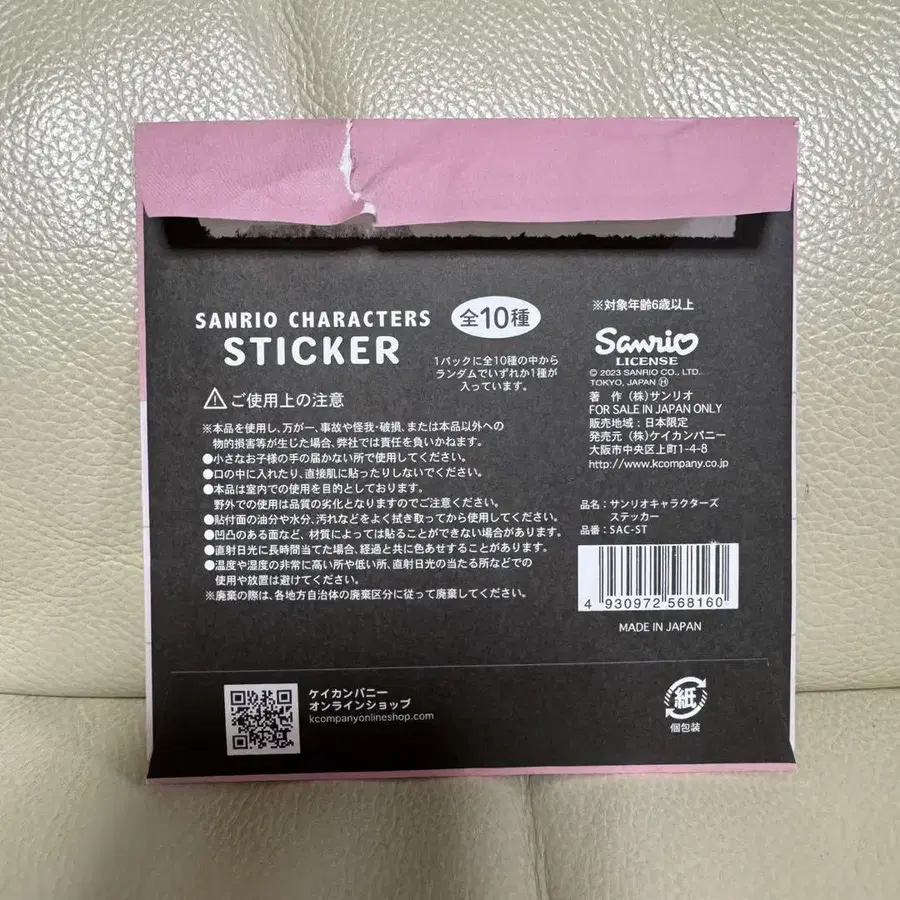 SANRIO CHARACTERS
STICKER
全10種
1パックに全10種の中から
ランダムでいずれか1種が
入っています。
⚠ご使用上の注意
※本品を使用し、万が一、事故や怪我・破損、または本品以外への
物的損害等が生じた場合、弊社では責任を負いかねます。
●小さなお子様の手の届かない所で使用してください。
●口の中に入れたり、直接肌に貼ったりしないでください。
●本品は室内での使用を目的としております。
野外での使用は品質の劣化となりますのでご注意ください。
●貼付面の油分や水分、汚れなどをよく拭き取ってから使用してください。
●凹凸のある面など、材質によっては貼ることができない場合があります。
●直射日光に長時間当てた場合、経過と共に色あせすることがあります。
●温度や湿度の非常に高い所や低い所、直射日光の当たる所などでの
使用や放置は避けてください。
※廃棄の際は、各地方自治体の廃棄区分に従って廃棄してください。
※対象年齢6歳以上
Sanrio
LICENSE
© 2023 SANRIO CO., LTD.
TOKYO, JAPAN Ⓗ
著 作 (株)サンリオ
FOR SALE IN JAPAN ONLY
販売地域:日本限定
発売元 (株)ケイカンパニー
大阪市中央区上町1-4-8
http://www.kcompany.co.jp
品名:サンリオキャラクターズ
ステッカー
品番:SAC-ST
4 930972 568160
MADE IN JAPAN
ケイカンパニー
オンラインショップ
kcompanyonlineshop.com
紙
個包装